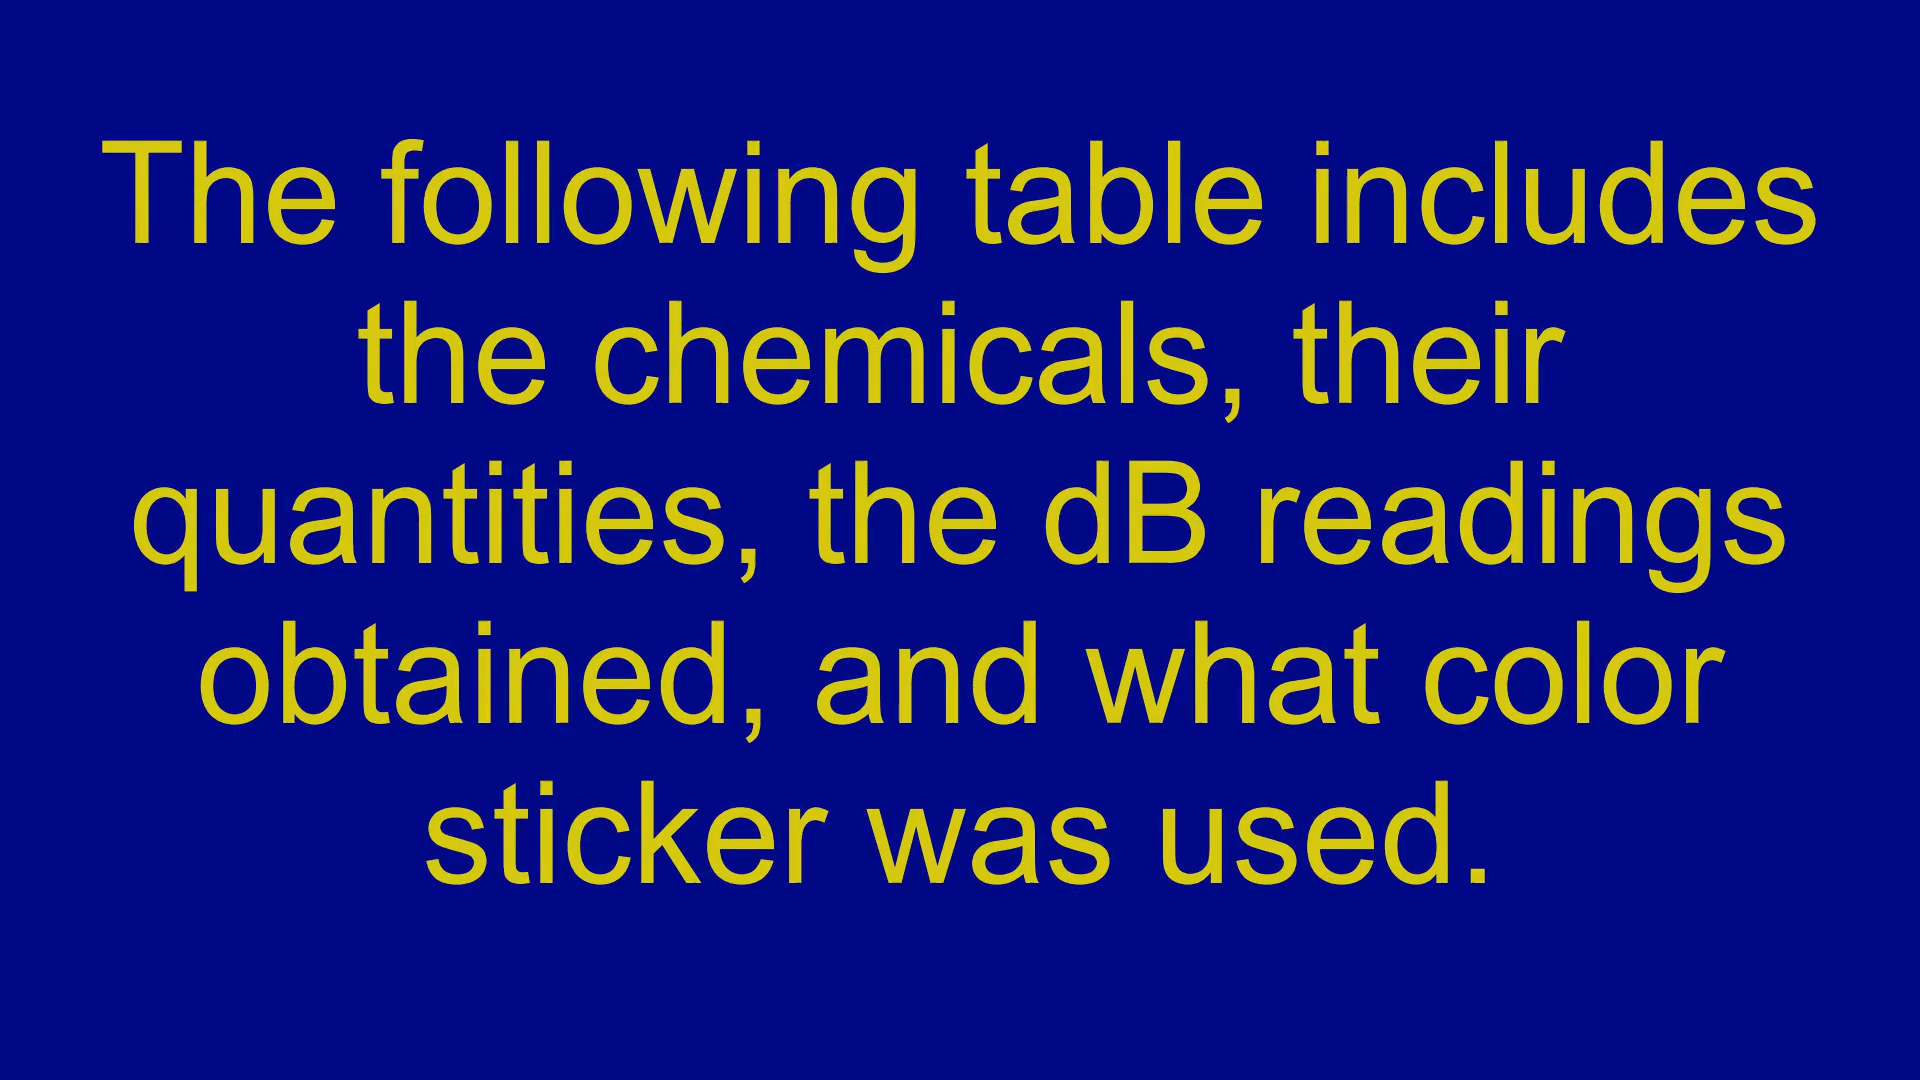 The following table includes
the chemicals, their
quantities, the dB readings
obtained, and what color
sticker was used.